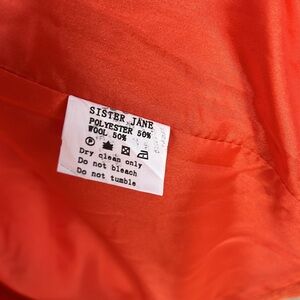 SISTER JANE
POLYESTER 50%
WOOL 50%
Dry clean only
Do not bleach
Do not tumble